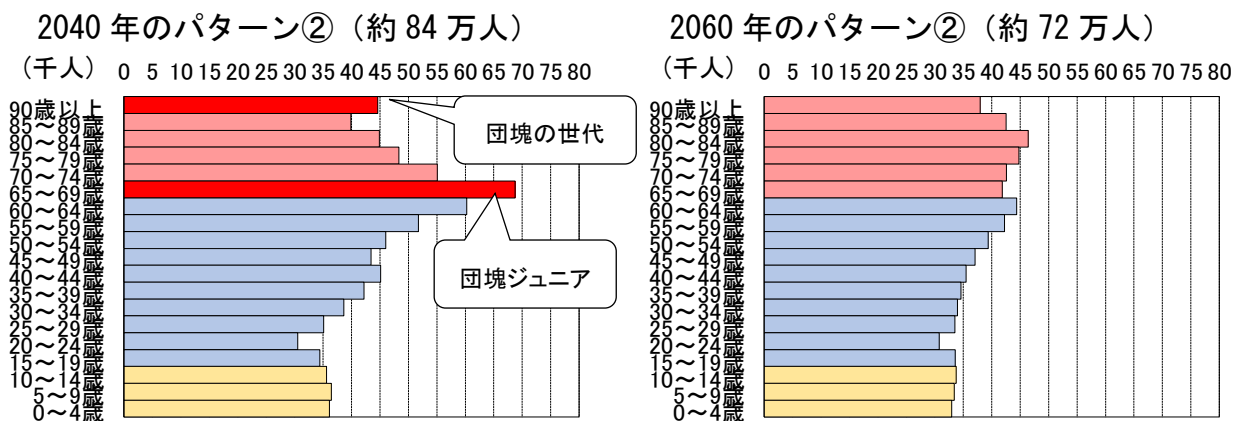 2040 年のパターン②（約 84 万人）
（千人） 0 5 10 15 20 25 30 35 40 45 50 55 60 65 70 75 80
90歳以上
85～89歳
80～84歳
75～79歳
70～74歳
65～69歳
60～64歳
55～59歳
50～54歳
45～49歳
40～44歳
35～39歳
30～34歳
25～29歳
20～24歳
15～19歳
10～14歳
5～9歳
0～4歳
団塊の世代
団塊ジュニア
2060 年のパターン②（約 72 万人）
（千人） 0 5 10 15 20 25 30 35 40 45 50 55 60 65 70 75 80
90歳以上
85～89歳
80～84歳
75～79歳
70～74歳
65～69歳
60～64歳
55～59歳
50～54歳
45～49歳
40～44歳
35～39歳
30～34歳
25～29歳
20～24歳
15～19歳
10～14歳
5～9歳
0～4歳